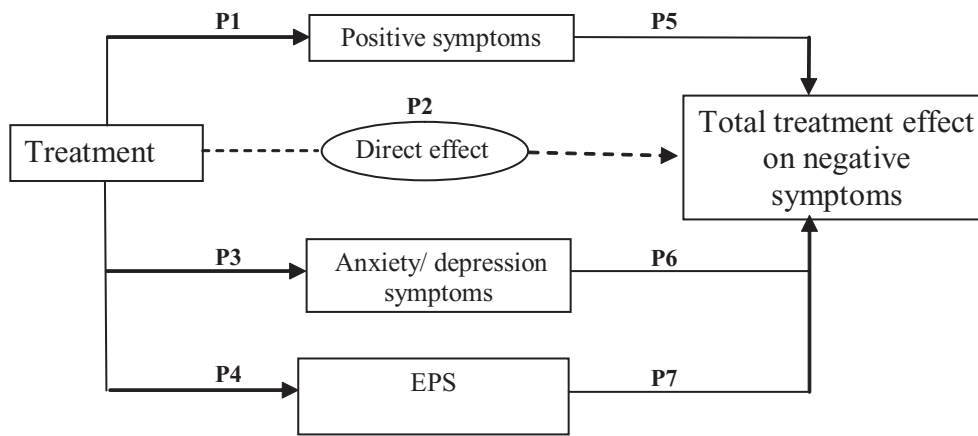 P1
Positive symptoms
P5
P2
Treatment
Direct effect
Total treatment effect
on negative
symptoms
P3
Anxiety/ depression
symptoms
P6
P4
EPS
P7